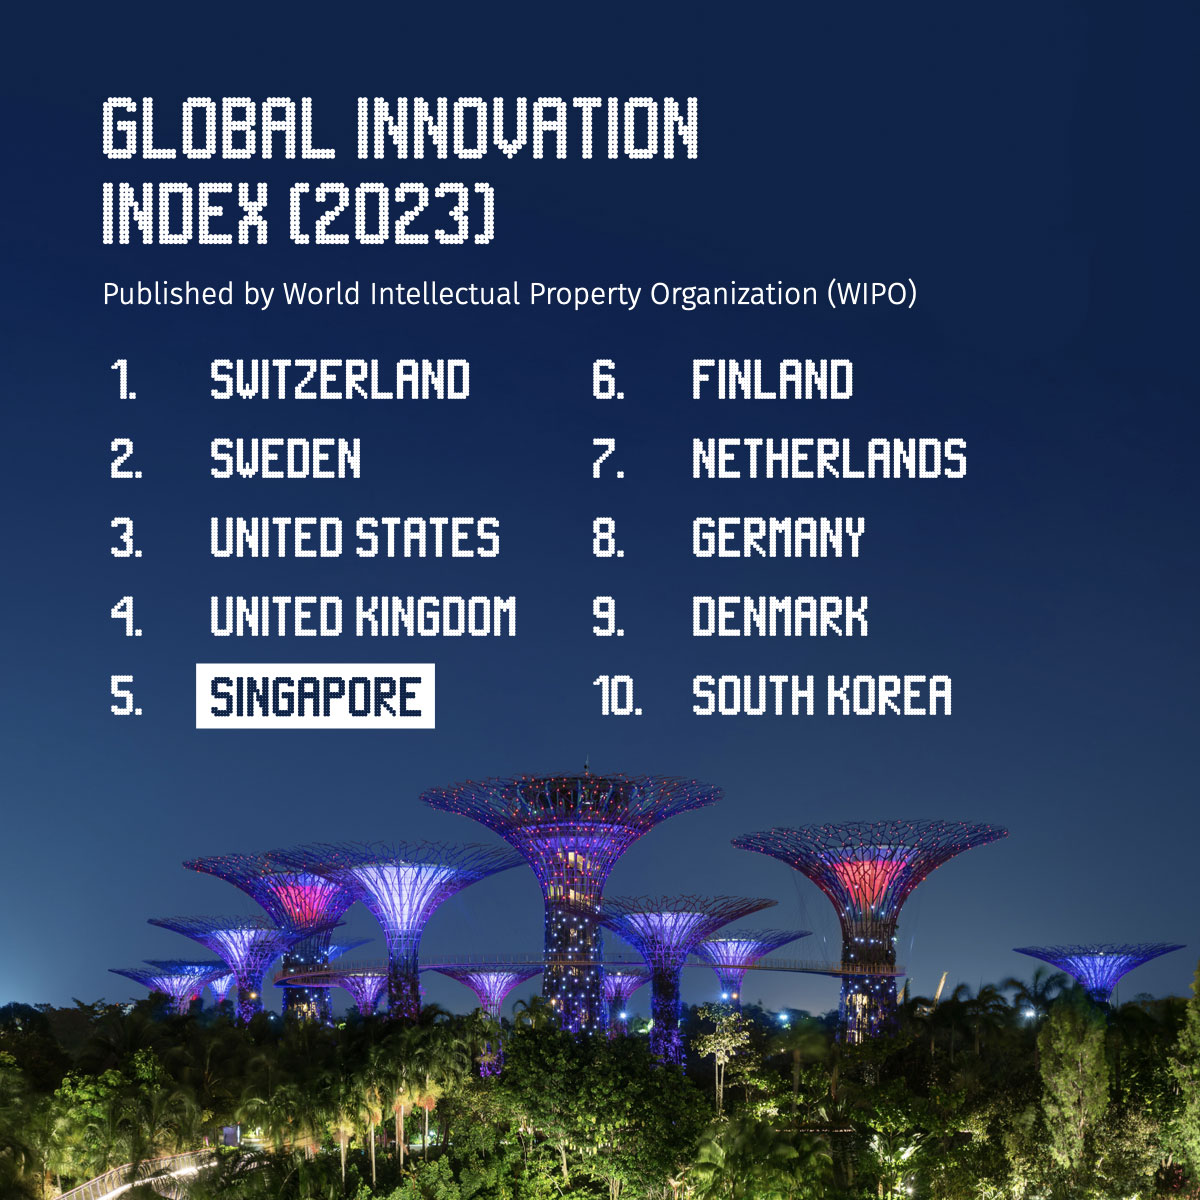 GLOBAL INNOVATION
INDEX (2023)
Published by World Intellectual Property Organization (WIPO)
1. SWITZERLAND
2. SWEDEN
3. UNITED STATES
4. UNITED KINGDOM
5. SINGAPORE
6. FINLAND
7. NETHERLANDS
8. GERMANY
9. DENMARK
10. SOUTH KOREA